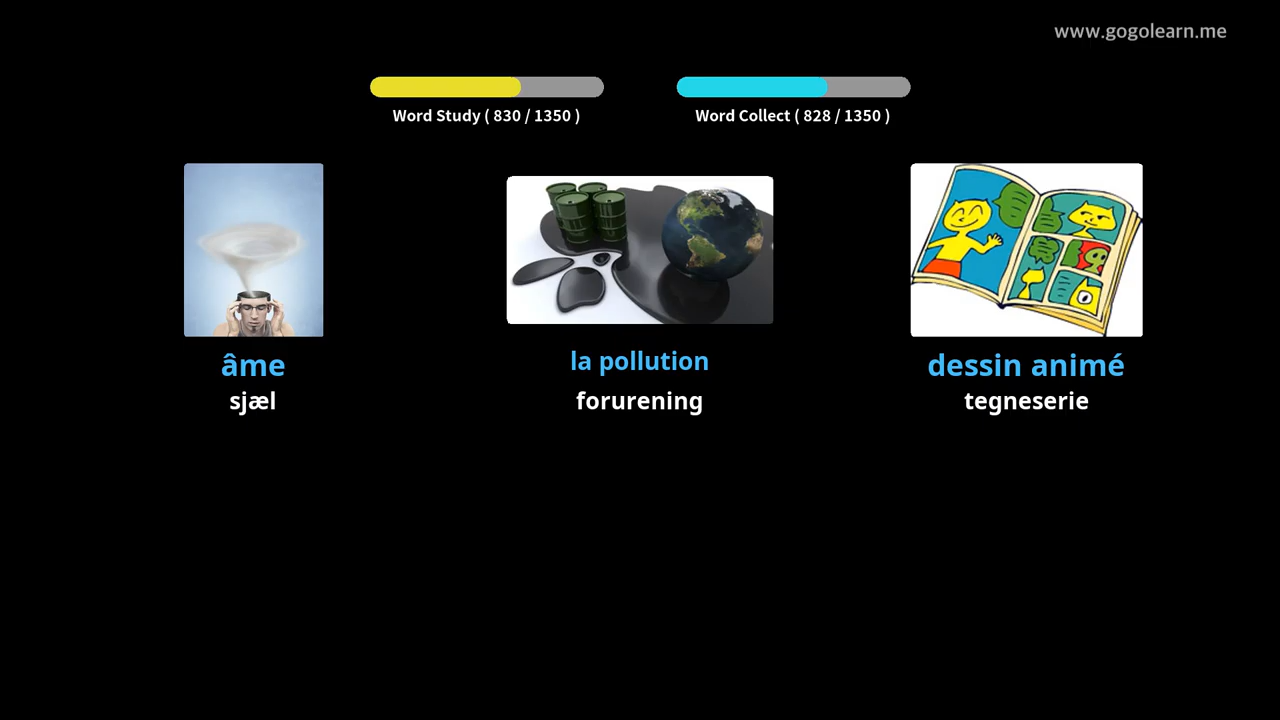 www.gogolearn.me
Word Study ( 830 / 1350 )
Word Collect ( 828 / 1350 )
âme
la pollution
dessin animé
sjæl
forurening
tegneserie